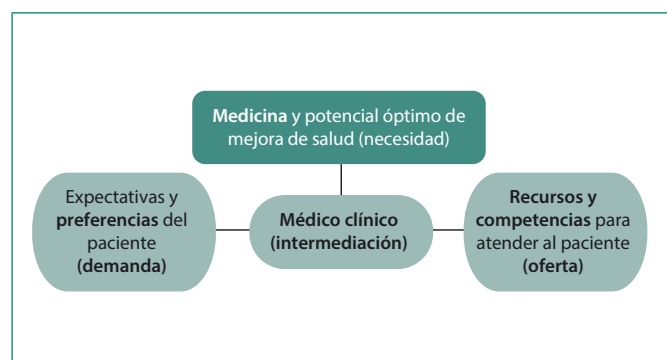 Medicina y potencial óptimo de
mejora de salud (necesidad)
Expectativas y
preferencias del
paciente
(demanda)
Médico clínico
(intermediación)
Recursos y
competencias para
atender al paciente
(oferta)